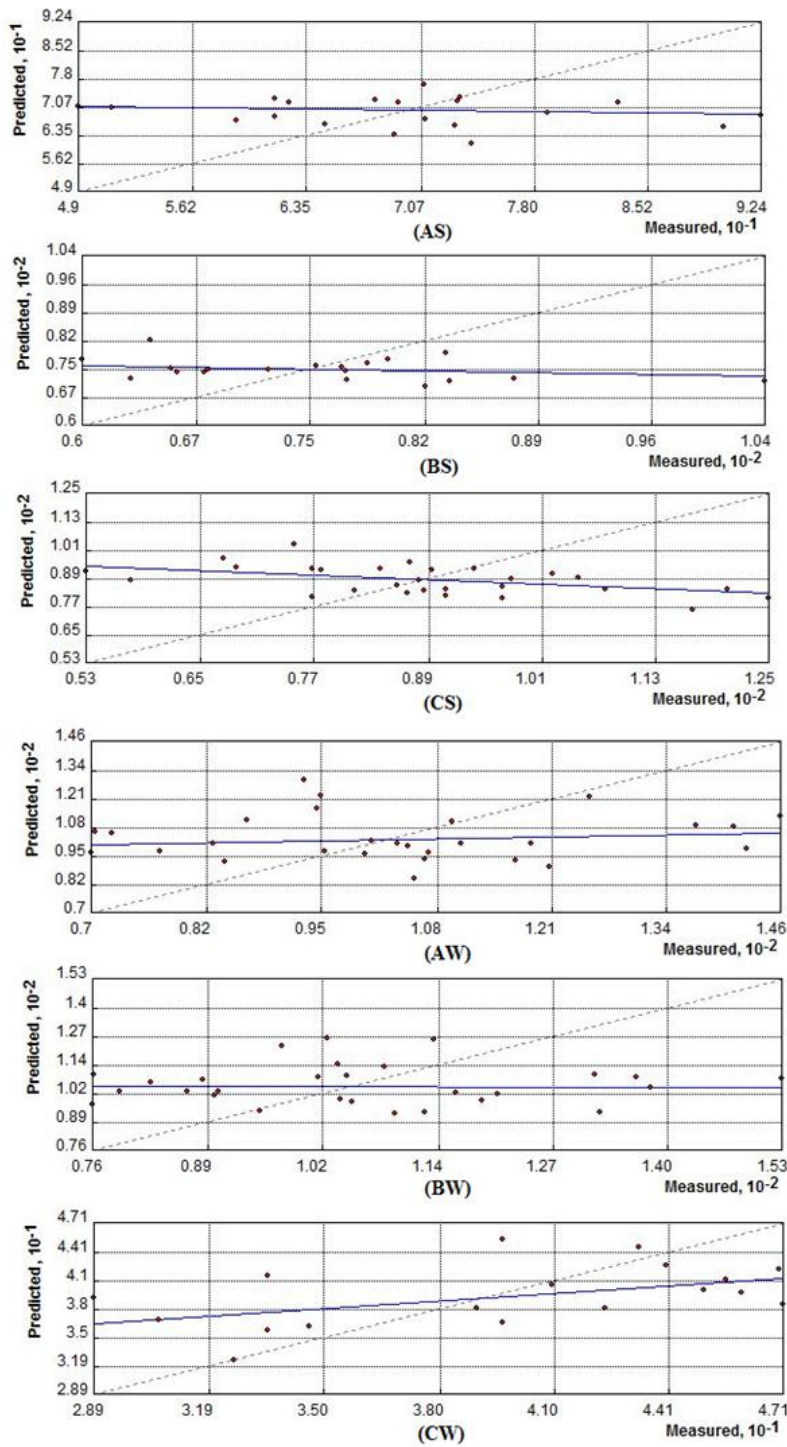 Predicted, 10-1
9.24
8.52
7.8
7.07
6.35
5.62
4.9
4.9 5.62 6.35 7.07 7.80 8.52 9.24
(AS) Measured, 10-1
Predicted, 10-2
1.04
0.96
0.89
0.82
0.75
0.67
0.6
0.6 0.67 0.75 0.82 0.89 0.96 1.04
(BS) Measured, 10-2
Predicted, 10-2
1.25
1.13
1.01
0.89
0.77
0.65
0.53
0.53 0.65 0.77 0.89 1.01 1.13 1.25
(CS) Measured, 10-2
Predicted, 10-2
1.46
1.34
1.21
1.08
0.95
0.82
0.7
0.7 0.82 0.95 1.08 1.21 1.34 1.46
(AW) Measured, 10-2
Predicted, 10-2
1.53
1.4
1.27
1.14
1.02
0.89
0.76
0.76 0.89 1.02 1.14 1.27 1.40 1.53
(BW) Measured, 10-2
Predicted, 10-1
4.71
4.41
4.1
3.8
3.5
3.19
2.89
2.89 3.19 3.50 3.80 4.10 4.41 4.71
(CW) Measured, 10-1